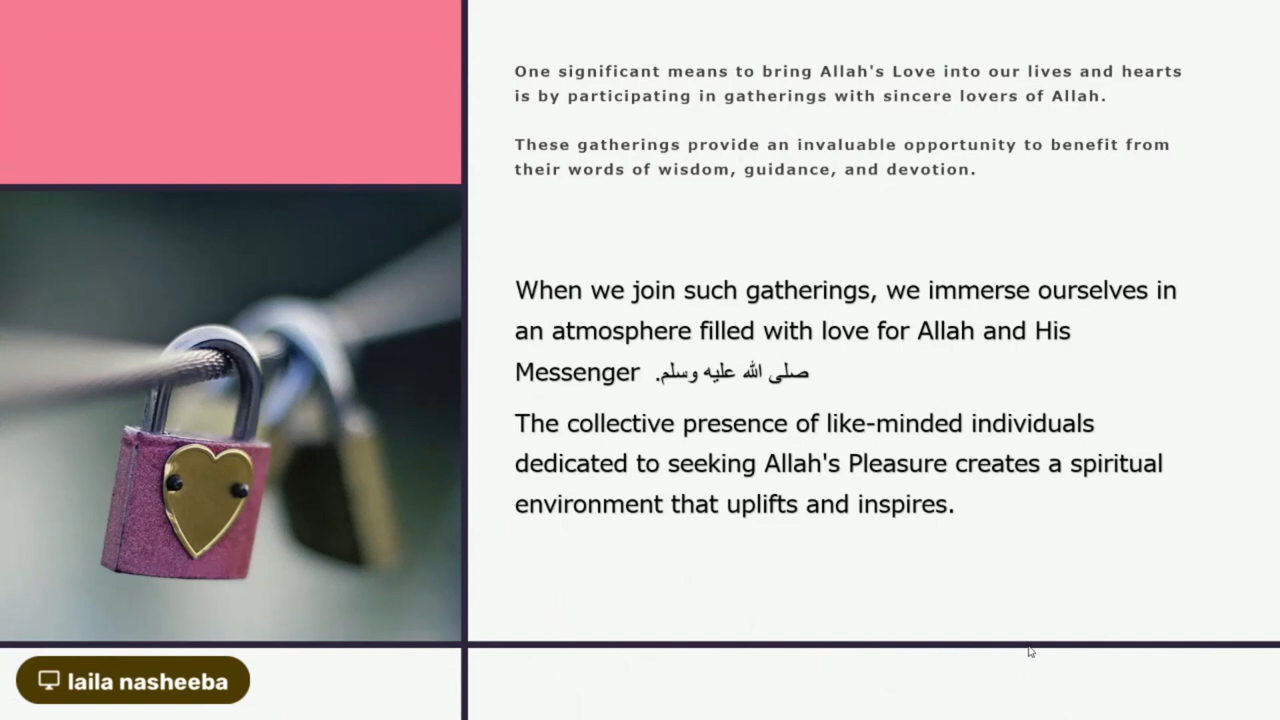 One significant means to bring Allah's Love into our lives and hearts
is by participating in gatherings with sincere lovers of Allah.
These gatherings provide an invaluable opportunity to benefit from
their words of wisdom, guidance, and devotion.
When we join such gatherings, we immerse ourselves in
an atmosphere filled with love for Allah and His
Messenger صلى الله عليه وسلم.
The collective presence of like-minded individuals
dedicated to seeking Allah's Pleasure creates a spiritual
environment that uplifts and inspires.
laila nasheeba